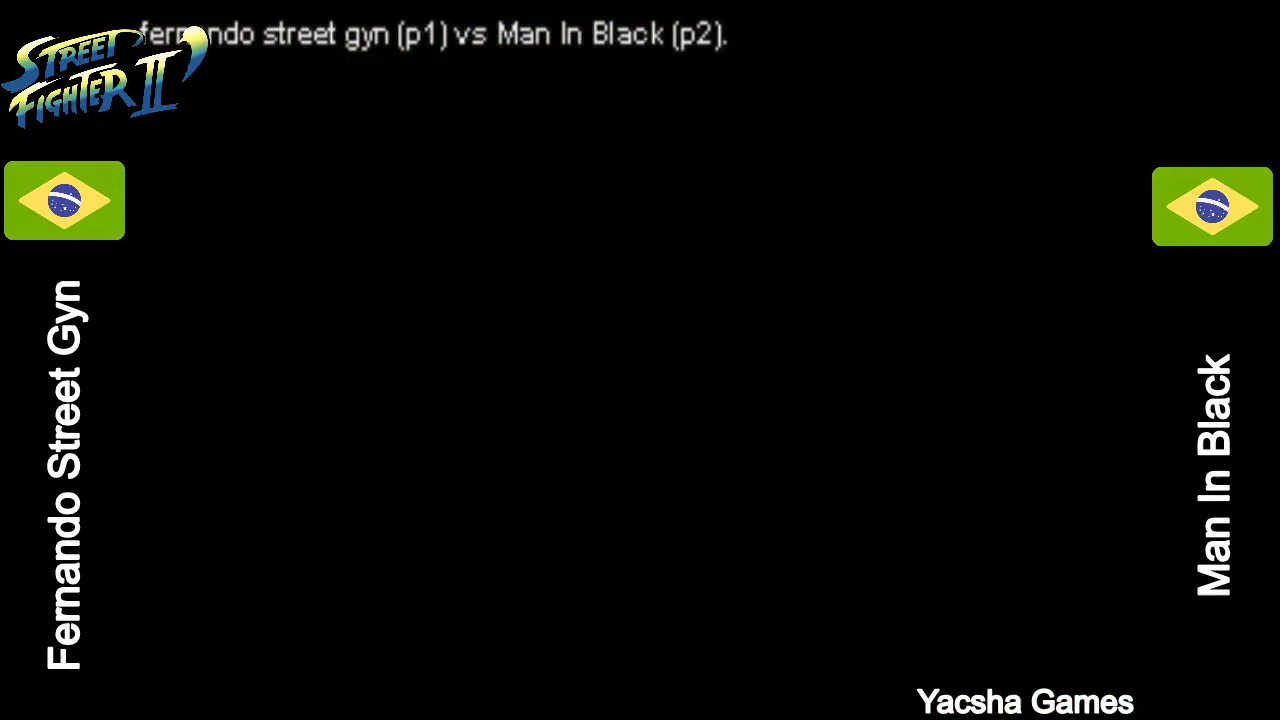 fernando street gyn (p1) vs Man In Black (p2).
STREET
FIGHTER II'
Fernando Street Gyn
Man In Black
Yacsha Games